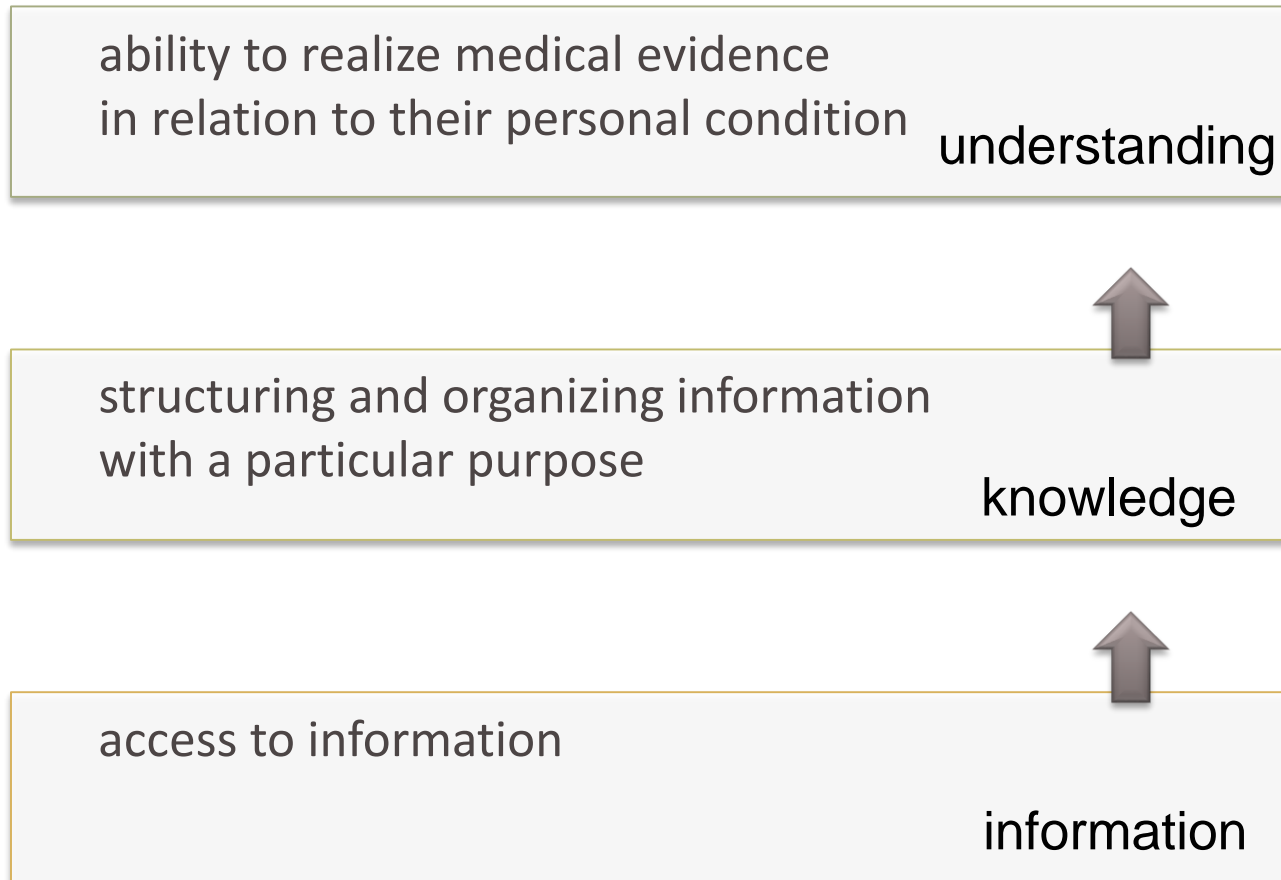 ability to realize medical evidence
in relation to their personal condition
understanding
structuring and organizing information
with a particular purpose
knowledge
access to information
information